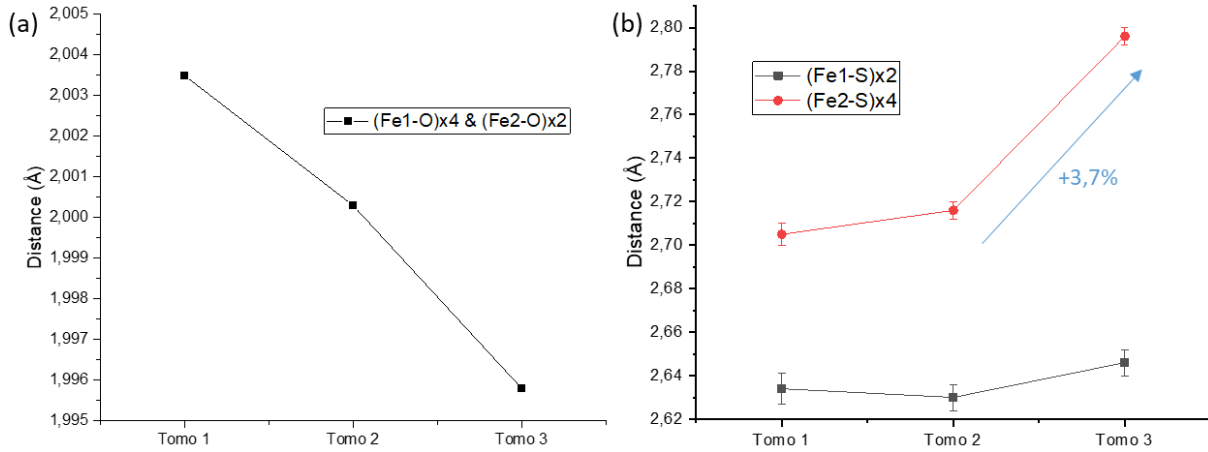 (a)
2,005
2,004
2,003
2,002
2,001
2,000
1,999
1,998
1,997
1,996
1,995
Distance (Å)
(Fe1-O)x4 & (Fe2-O)x2
Tomo 1
Tomo 2
Tomo 3
(b)
2,80
2,78
2,76
2,74
2,72
2,70
2,68
2,66
2,64
2,62
Distance (Å)
(Fe1-S)x2
(Fe2-S)x4
+3,7%
Tomo 1
Tomo 2
Tomo 3